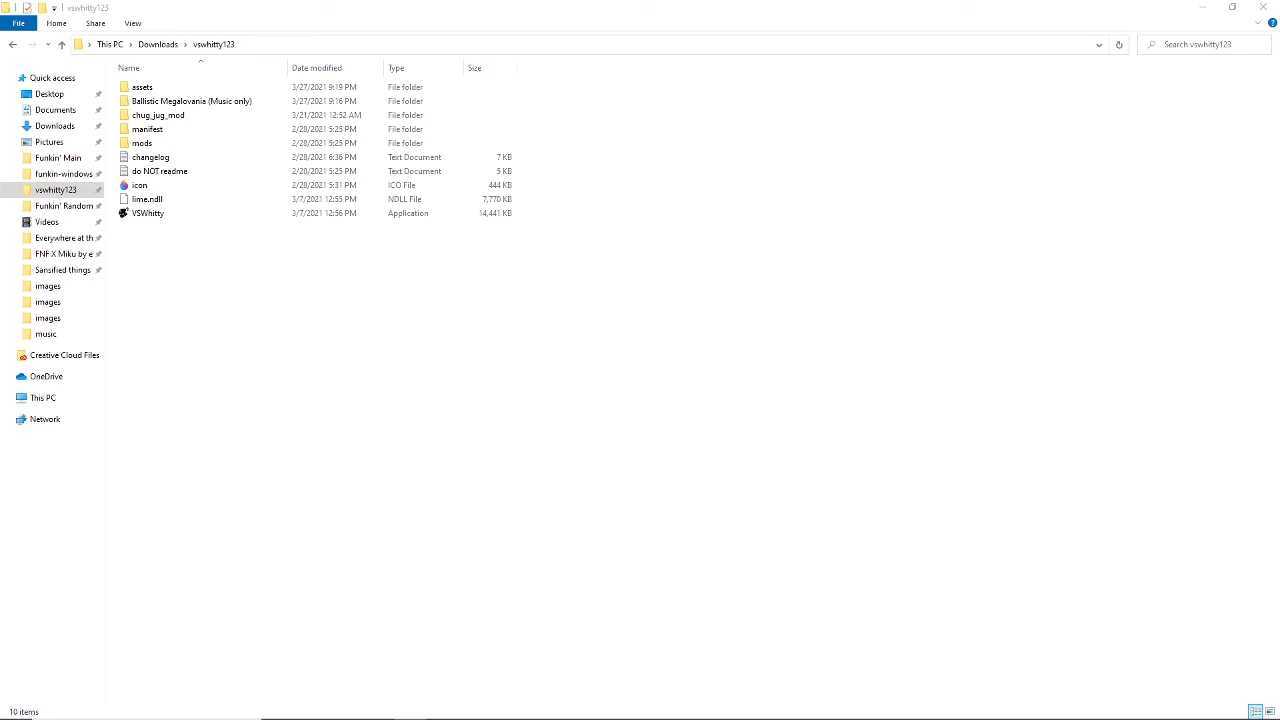 vswhitty123
File Home Share View
This PC Downloads vswhitty123 Search vswhitty123
Name Date modified Type Size
Quick access
Desktop
Documents
Downloads
Pictures
Funkin' Main
funkin-windows
vswhitty123
Funkin' Random
Videos
Everywhere at th
FNF X Miku by e
Sansified things
images
images
images
music
Creative Cloud Files
OneDrive
This PC
Network
assets 3/27/2021 9:19 PM File folder
Ballistic Megalovania (Music only) 3/27/2021 9:16 PM File folder
chug_jug_mod 3/21/2021 12:52 AM File folder
manifest 2/28/2021 5:25 PM File folder
mods 2/28/2021 5:25 PM File folder
changelog 2/28/2021 6:36 PM Text Document 7 KB
do NOT readme 2/28/2021 5:25 PM Text Document 5 KB
icon 2/28/2021 5:31 PM ICO File 444 KB
lime.ndll 3/7/2021 12:55 PM NDLL File 7,770 KB
VSWhitty 3/7/2021 12:56 PM Application 14,441 KB
10 items